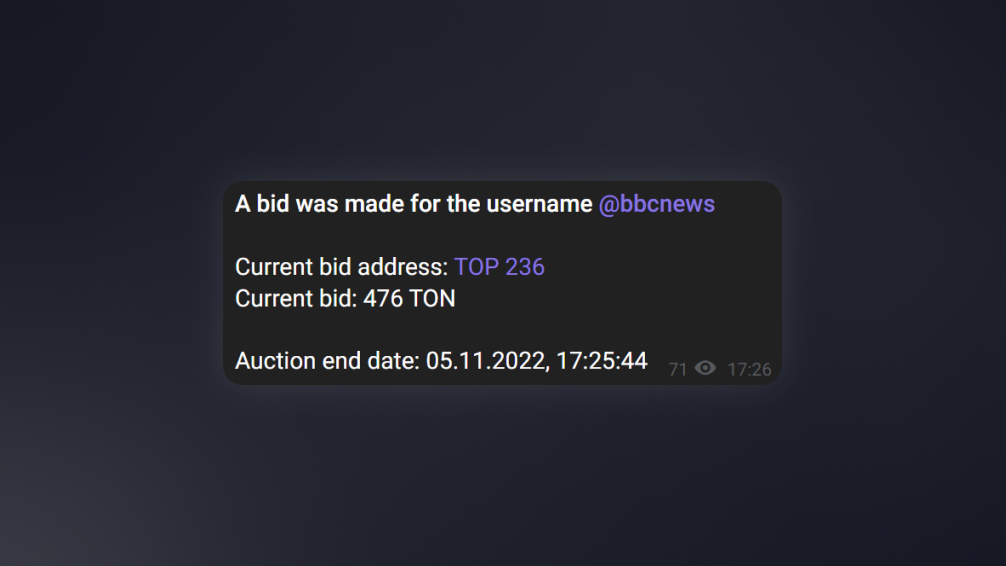 A bid was made for the username @bbcnews
Current bid address: TOP 236
Current bid: 476 TON
Auction end date: 05.11.2022, 17:25:44
71 17:26